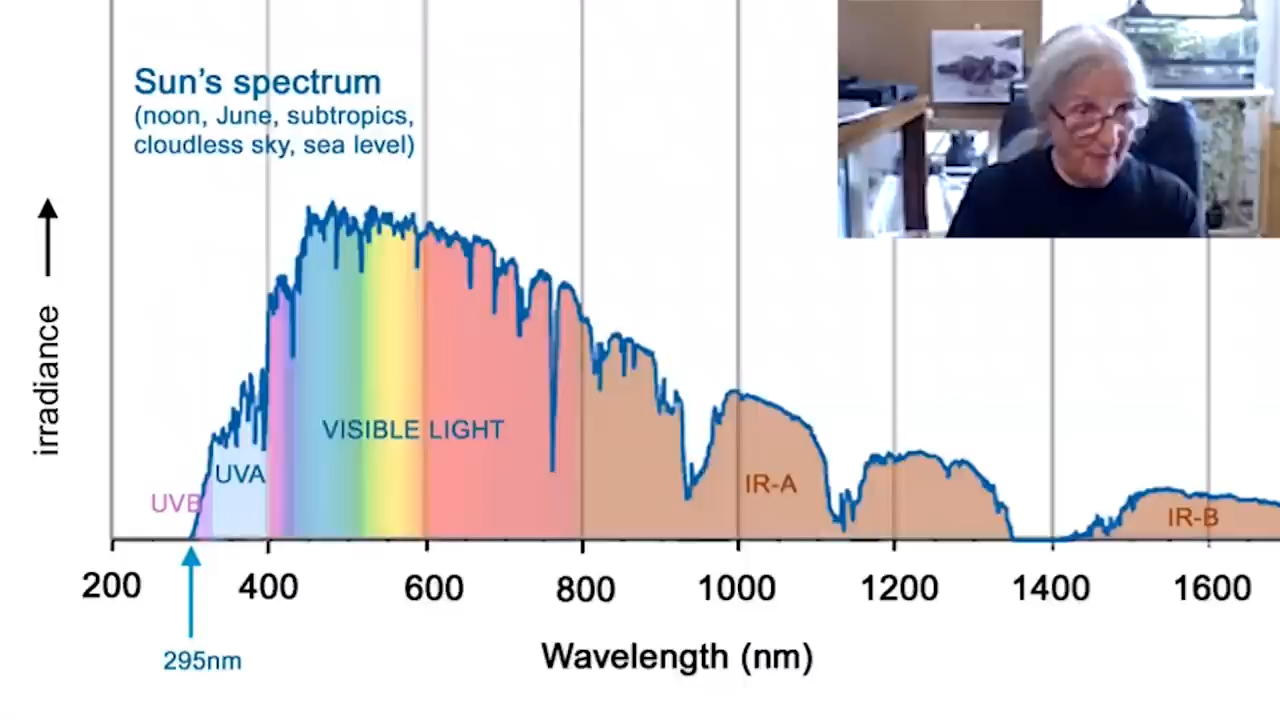 Sun's spectrum
(noon, June, subtropics,
cloudless sky, sea level)
irradiance
VISIBLE LIGHT
UVA
UVB
IR-A
IR-B
200 400 600 800 1000 1200 1400 1600
295nm
Wavelength (nm)